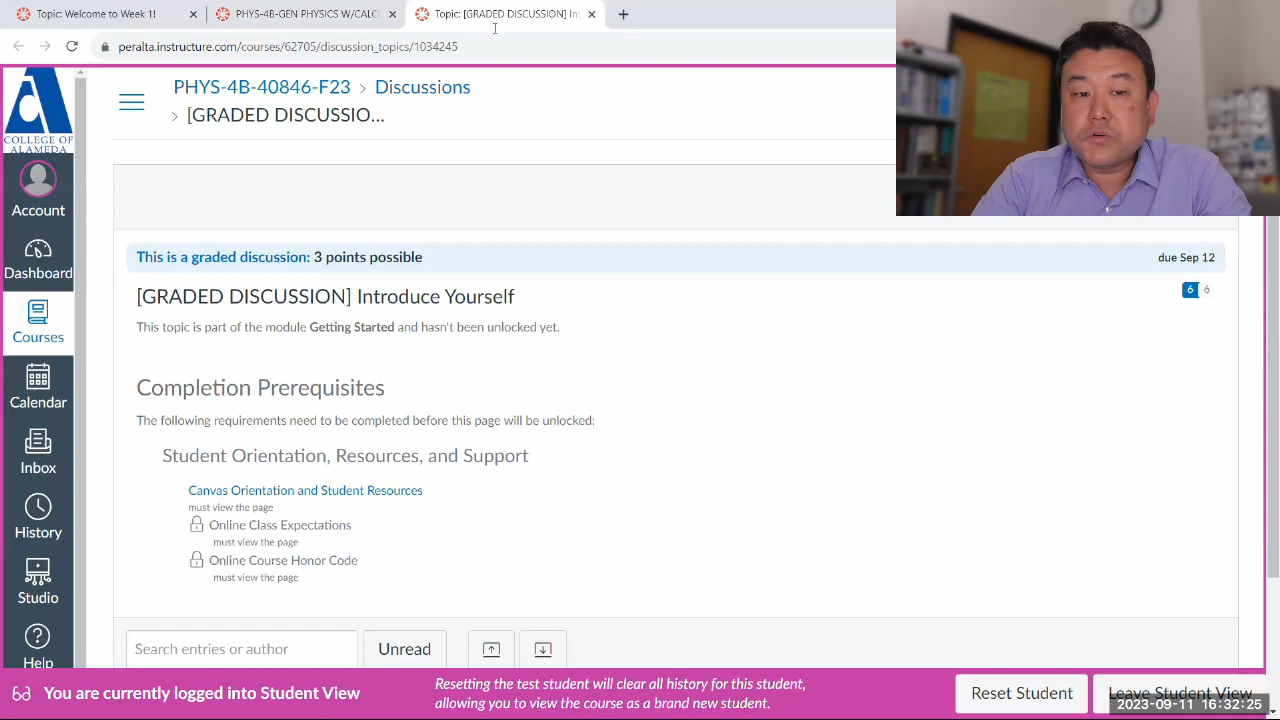 Topic: Welcome to Week 1!
PHYS-4B-GEN PHYSICS W/CALC
Topic: [GRADED DISCUSSION] Int
peralta.instructure.com/courses/62705/discussion_topics/1034245
COLLEGE OF
ALAMEDA
PHYS-4B-40846-F23 > Discussions
> [GRADED DISCUSSIO...
Account
Dashboard
Courses
Calendar
Inbox
History
Studio
Help
This is a graded discussion: 3 points possible
due Sep 12
[GRADED DISCUSSION] Introduce Yourself
6 6
This topic is part of the module Getting Started and hasn't been unlocked yet.
Completion Prerequisites
The following requirements need to be completed before this page will be unlocked:
Student Orientation, Resources, and Support
Canvas Orientation and Student Resources
must view the page
Online Class Expectations
must view the page
Online Course Honor Code
must view the page
Search entries or author
Unread
You are currently logged into Student View
Resetting the test student will clear all history for this student,
allowing you to view the course as a brand new student.
Reset Student
Leave Student View
2023-09-11 16:32:25